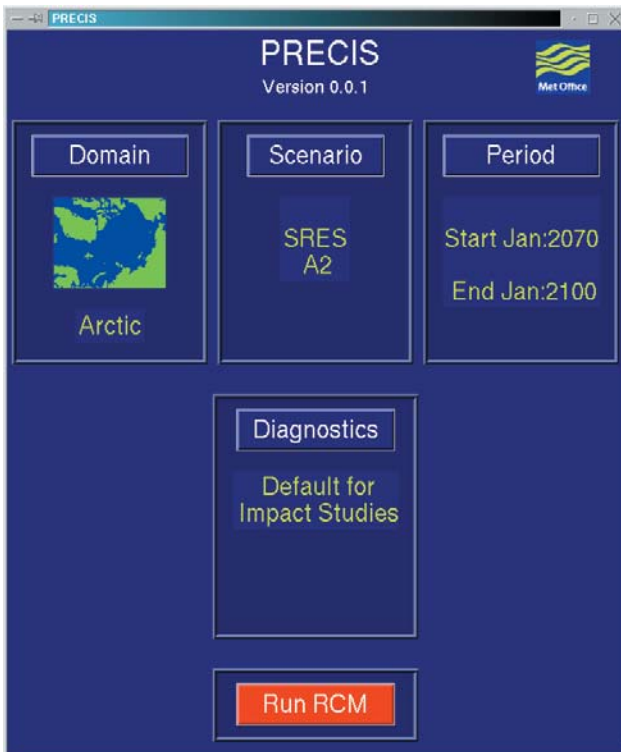 PRECIS
PRECIS
Version 0.0.1
Met Office
Domain
Arctic
Scenario
SRES
A2
Period
Start Jan:2070
End Jan:2100
Diagnostics
Default for
Impact Studies
Run RCM